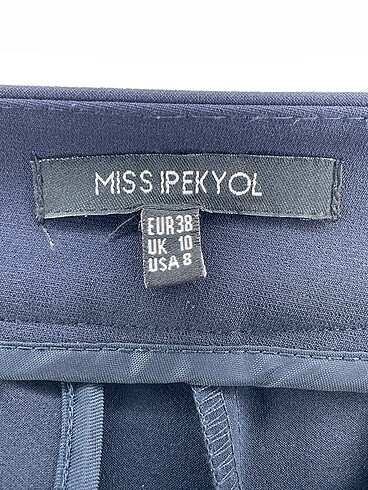 MISS IPEKYOL
EUR 38
UK 10
USA 8